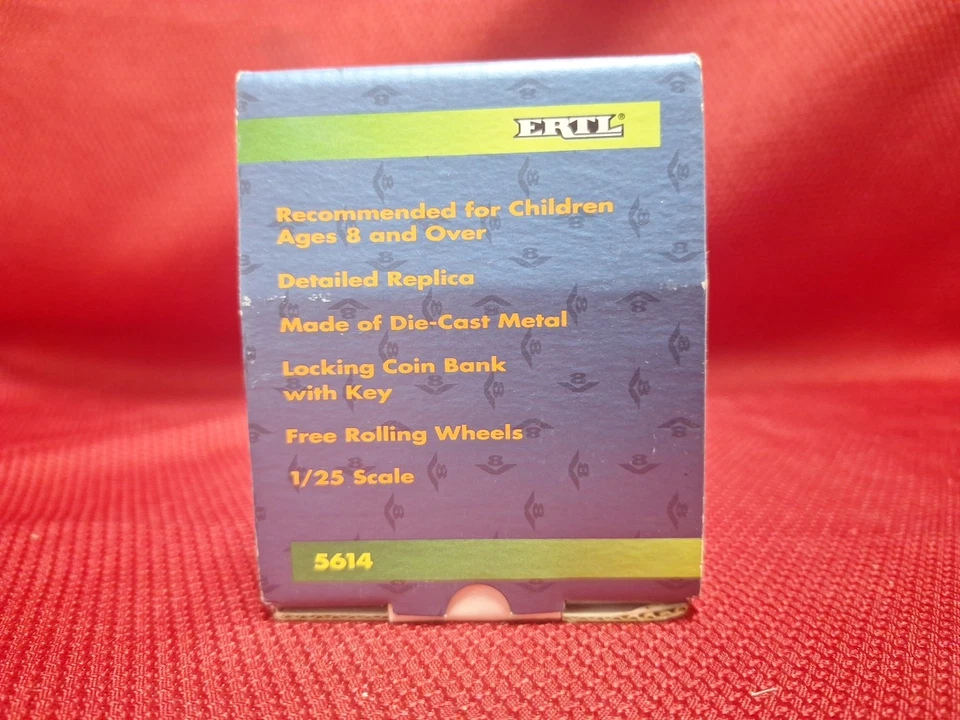 ERTL®
Recommended for Children
Ages 8 and Over
Detailed Replica
Made of Die-Cast Metal
Locking Coin Bank
with Key
Free Rolling Wheels
1/25 Scale
5614